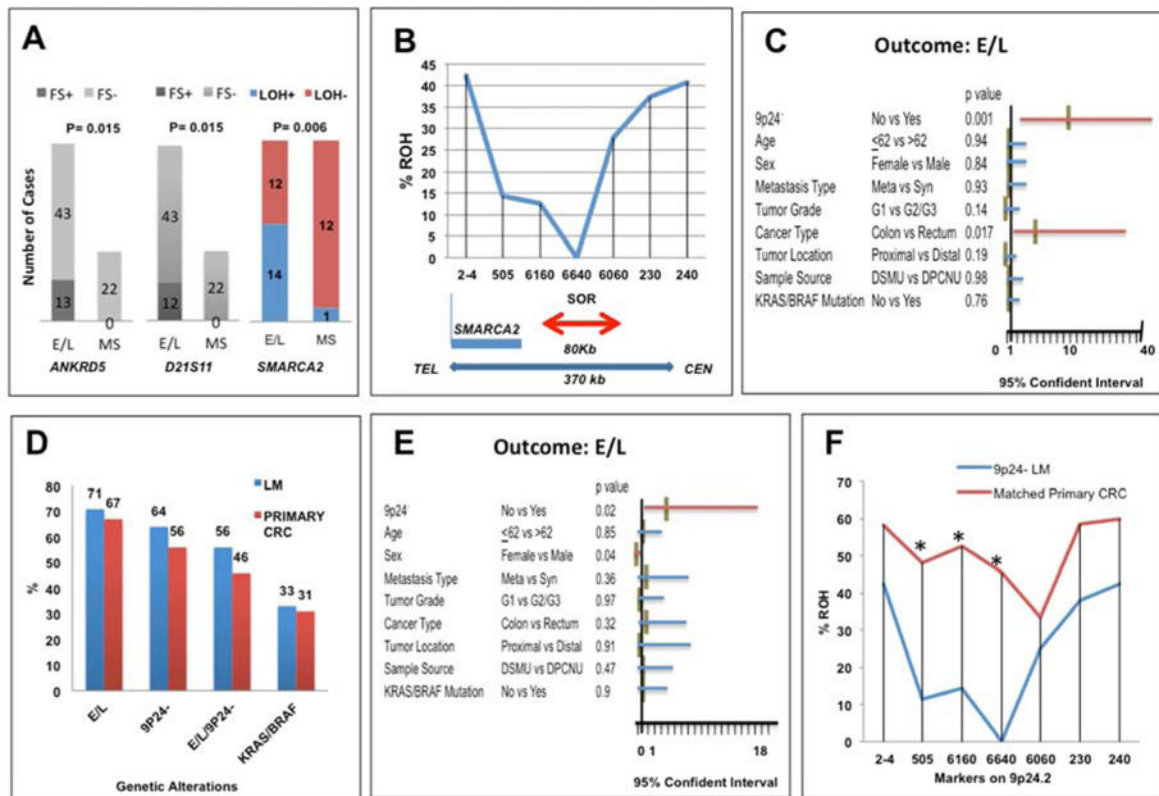 A
FS+ FS- FS+ FS- LOH+ LOH-
P= 0.015 P= 0.015 P= 0.006
Number of Cases
43 43 12 12
22 22
13 12 14
0 0 1
E/L MS E/L MS E/L MS
ANKRD5 D21S11 SMARCA2
B
% ROH
45
40
35
30
25
20
15
10
5
0
2-4 505 6160 6640 6060 230 240
SOR
SMARCA2
80Kb
TEL CEN
370 kb
C
Outcome: E/L
p value
9p24- No vs Yes 0.001
Age <62 vs >62 0.94
Sex Female vs Male 0.84
Metastasis Type Meta vs Syn 0.93
Tumor Grade G1 vs G2/G3 0.14
Cancer Type Colon vs Rectum 0.017
Tumor Location Proximal vs Distal 0.19
Sample Source DSMU vs DPCNU 0.98
KRAS/BRAF Mutation No vs Yes 0.76
0 1 10 40
95% Confident Interval
D
LM
PRIMARY CRC
%
80
70
60
50
40
30
20
10
0
71 67 64 56 56 46 33 31
E/L 9P24- E/L/9P24- KRAS/BRAF
Genetic Alterations
E
Outcome: E/L
p value
9p24- No vs Yes 0.02
Age <62 vs >62 0.85
Sex Female vs Male 0.04
Metastasis Type Meta vs Syn 0.36
Tumor Grade G1 vs G2/G3 0.97
Cancer Type Colon vs Rectum 0.32
Tumor Location Proximal vs Distal 0.91
Sample Source DSMU vs DPCNU 0.47
KRAS/BRAF Mutation No vs Yes 0.9
0 1 18
95% Confident Interval
F
9p24- LM
Matched Primary CRC
% ROH
70
60
50
40
30
20
10
0
* * *
2-4 505 6160 6640 6060 230 240
Markers on 9p24.2